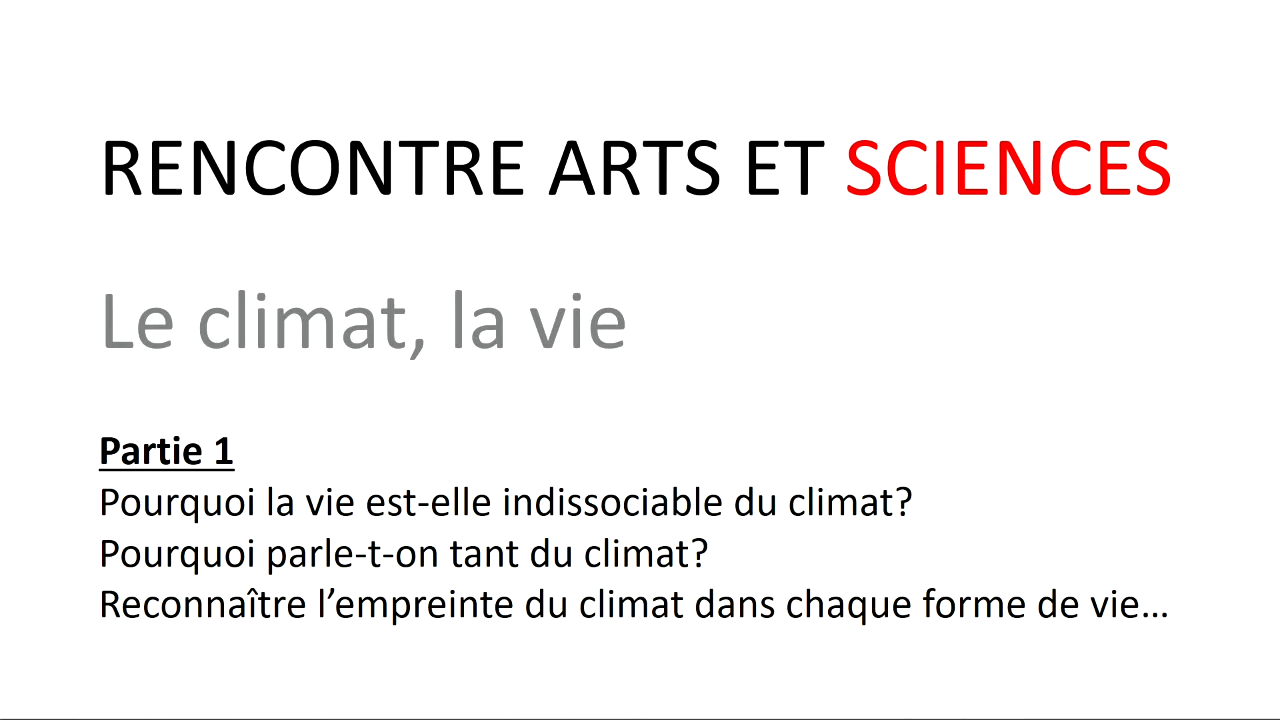 RENCONTRE ARTS ET SCIENCES
Le climat, la vie
Partie 1
Pourquoi la vie est-elle indissociable du climat?
Pourquoi parle-t-on tant du climat?
Reconnaître l’empreinte du climat dans chaque forme de vie…